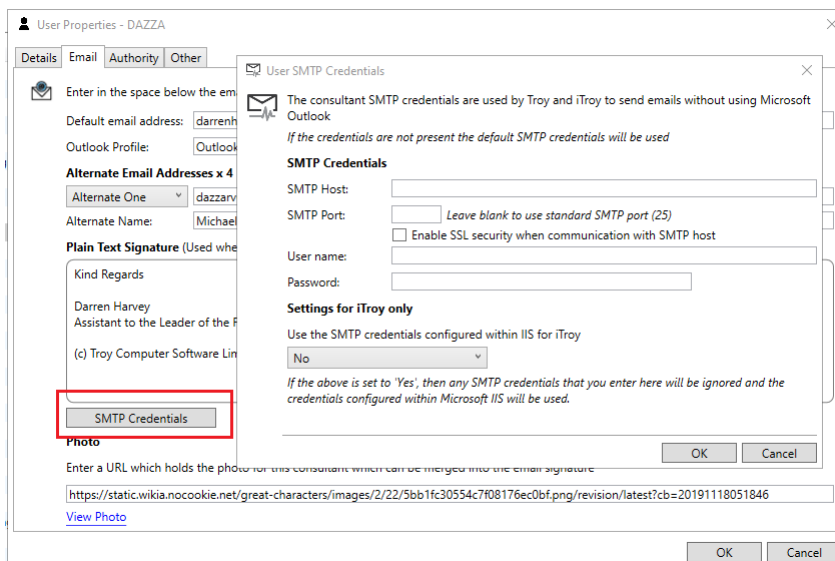 User Properties - DAZZA
Details Email Authority Other
Enter in the space below the em
Default email address: darrenh
Outlook Profile: Outlook
Alternate Email Addresses x 4
Alternate One dazzarv
Alternate Name: Michae
Plain Text Signature (Used whe
Kind Regards
Darren Harvey
Assistant to the Leader of the F
(c) Troy Computer Software Lim
SMTP Credentials
Photo
Enter a URL which holds the photo for this consultant which can be merged into the email signature
https://static.wikia.nocookie.net/great-characters/images/2/22/5bb1fc30554c7f08176ec0bf.png/revision/latest?cb=20191118051846
View Photo
OK Cancel
User SMTP Credentials
The consultant SMTP credentials are used by Troy and iTroy to send emails without using Microsoft
Outlook
If the credentials are not present the default SMTP credentials will be used
SMTP Credentials
SMTP Host:
SMTP Port: Leave blank to use standard SMTP port (25)
Enable SSL security when communication with SMTP host
User name:
Password:
Settings for iTroy only
Use the SMTP credentials configured within IIS for iTroy
No
If the above is set to 'Yes', then any SMTP credentials that you enter here will be ignored and the
credentials configured within Microsoft IIS will be used.
OK Cancel